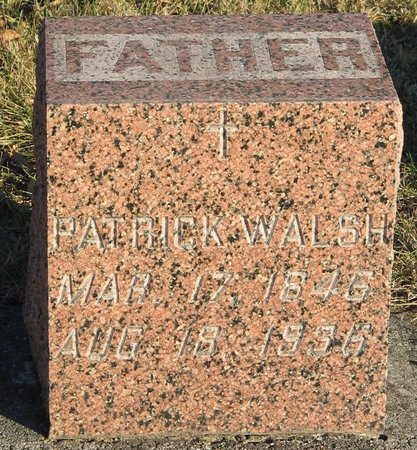 FATHER
PATRICK WALSH
MAR. 17, 1846
AUG. 18, 1936